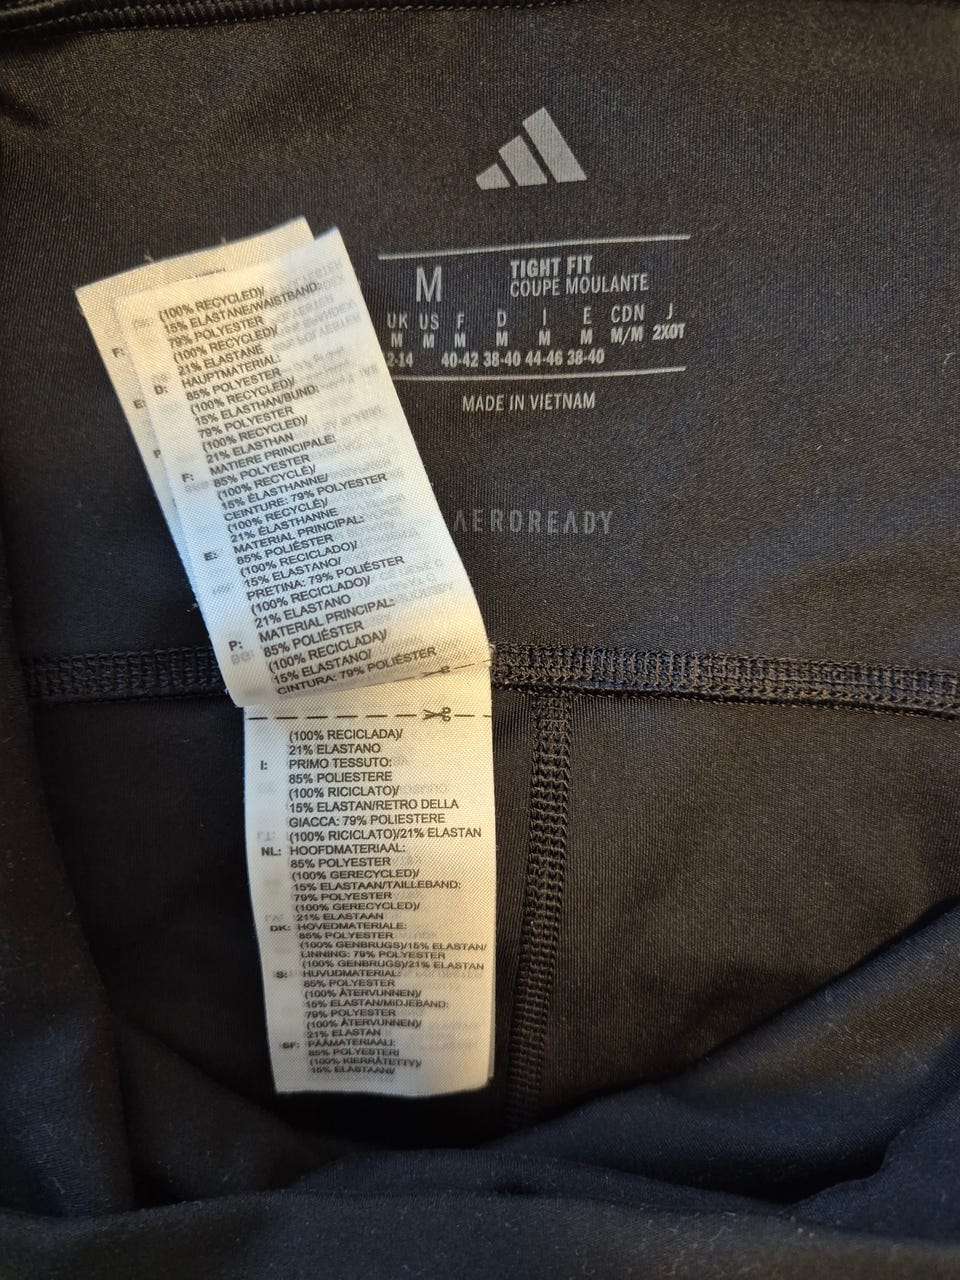 M
TIGHT FIT
COUPE MOULANTE
UK US F D I E CDN J
M M M M M M M/M 2XOT
2-14 40-42 38-40 44-46 38-40
MADE IN VIETNAM
AEROREADY
(100% RECYCLED)/
15% ELASTANE/WAISTBAND:
79% POLYESTER
(100% RECYCLED)/
21% ELASTANE
D: HAUPTMATERIAL:
85% POLYESTER
(100% RECYCLED)/
15% ELASTHAN/BUND:
79% POLYESTER
(100% RECYCLED)/
21% ELASTHAN
F: MATIERE PRINCIPALE:
85% POLYESTER
(100% RECYCLÉ)/
15% ÉLASTHANNE/
CEINTURE: 79% POLYESTER
(100% RECYCLÉ)/
21% ÉLASTHANNE
E: MATERIAL PRINCIPAL:
85% POLIÉSTER
(100% RECICLADO)/
15% ELASTANO/
PRETINA: 79% POLIÉSTER
(100% RECICLADO)/
21% ELASTANO
P: MATERIAL PRINCIPAL:
85% POLIÉSTER
(100% RECICLADA)/
15% ELASTANO/
CINTURA: 79% POLIÉSTER
(100% RECICLADA)/
21% ELASTANO
I: PRIMO TESSUTO:
85% POLIESTERE
(100% RICICLATO)/
15% ELASTAN/RETRO DELLA
GIACCA: 79% POLIESTERE
(100% RICICLATO)/21% ELASTAN
NL: HOOFDMATERIAAL:
85% POLYESTER
(100% GERECYCLED)/
15% ELASTAAN/TAILLEBAND:
79% POLYESTER
(100% GERECYCLED)/
21% ELASTAAN
DK: HOVEDMATERIALE:
85% POLYESTER
(100% GENBRUGS)/15% ELASTAN/
LINNING: 79% POLYESTER
(100% GENBRUGS)/21% ELASTAN
S: HUVUDMATERIAL:
85% POLYESTER
(100% ÅTERVUNNEN)/
15% ELASTAN/MIDJEBAND:
79% POLYESTER
(100% ÅTERVUNNEN)/
21% ELASTAN
SF: PÄÄMATERIAALI:
85% POLYESTERI
(100% KIERRÄTETTY)/
15% ELASTAANI/